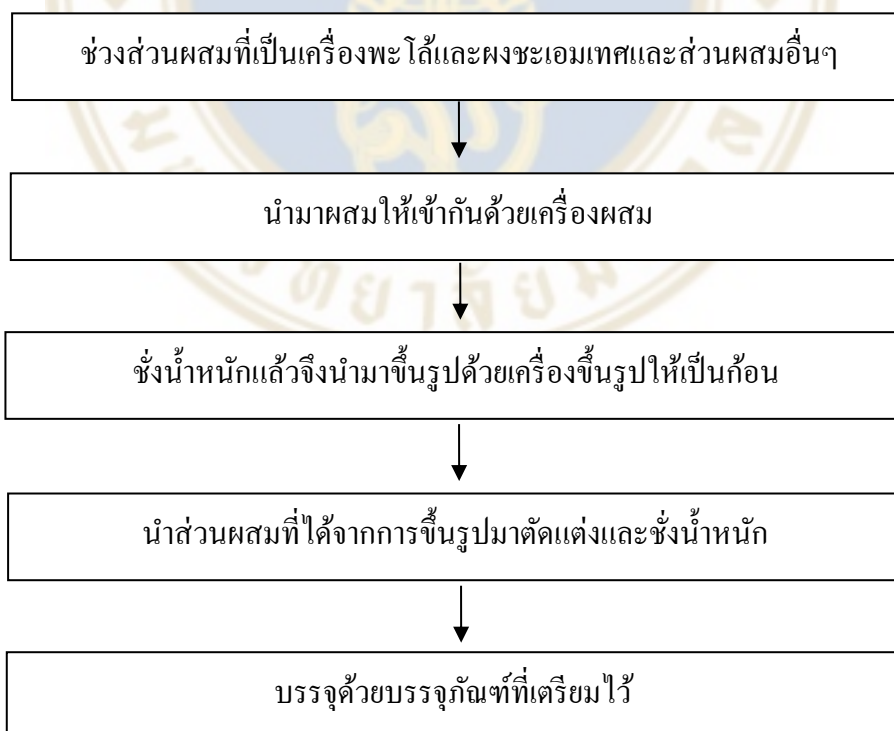 ช่วงส่วนผสมที่เป็นเครื่องพะโล้และผงชะเอมเทศและส่วนผสมอื่นๆ
นำมาผสมให้เข้ากันด้วยเครื่องผสม
ชั่งน้ำหนักแล้วจึงนำมาขึ้นรูปด้วยเครื่องขึ้นรูปให้เป็นก้อน
นำส่วนผสมที่ได้จากการขึ้นรูปมาตัดแต่งและชั่งน้ำหนัก
บรรจุด้วยบรรจุภัณฑ์ที่เตรียมไว้